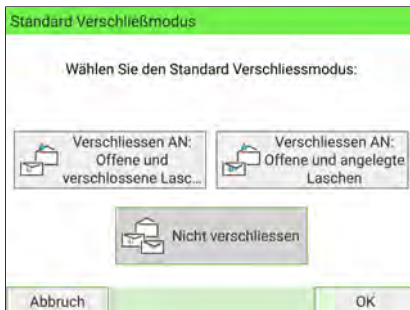 Standard Verschließmodus
Wählen Sie den Standard Verschliessmodus:
Verschliessen AN:
Offene und
verschlossene Lasc...
Verschliessen AN:
Offene und angelegte
Laschen
Nicht verschliessen
Abbruch
OK